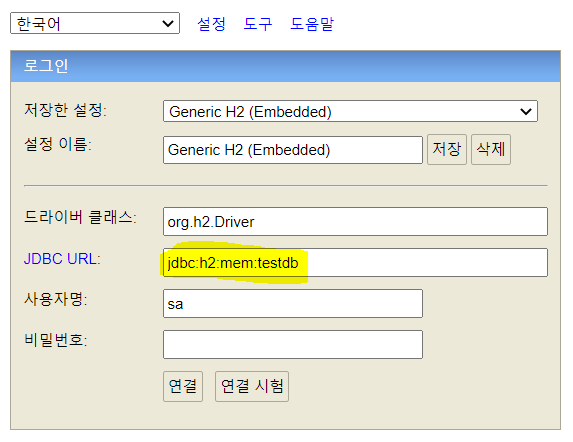 한국어 설정 도구 도움말
로그인
저장한 설정: Generic H2 (Embedded)
설정 이름: Generic H2 (Embedded) 저장 삭제
드라이버 클래스: org.h2.Driver
JDBC URL: jdbc:h2:mem:testdb
사용자명: sa
비밀번호:
연결 연결 시험